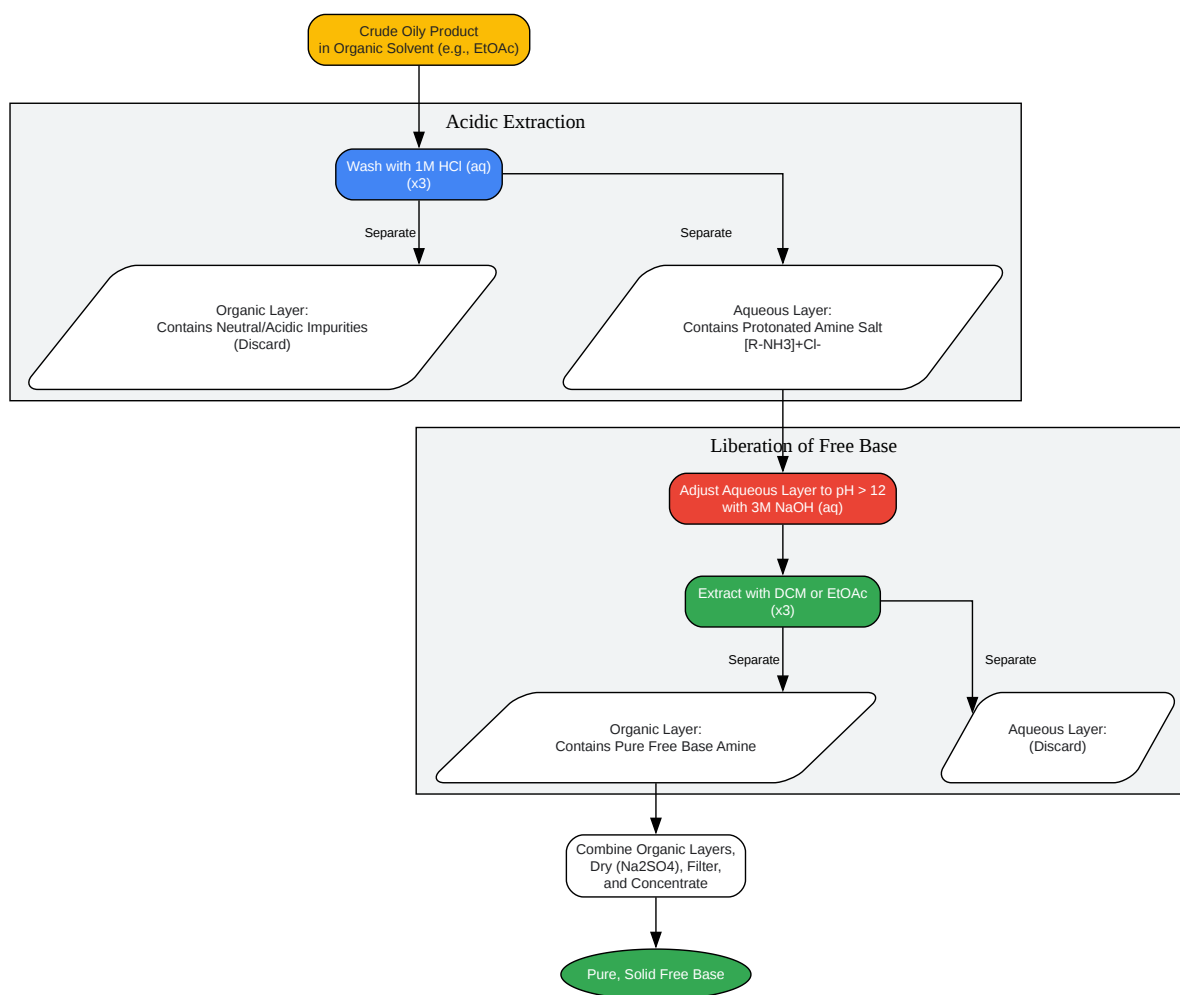 Crude Oily Product
in Organic Solvent (e.g., EtOAc)
Acidic Extraction
Wash with 1M HCl (aq)
(x3)
Separate
Separate
Organic Layer:
Contains Neutral/Acidic Impurities
(Discard)
Aqueous Layer:
Contains Protonated Amine Salt
[R-NH3]+Cl-
Liberation of Free Base
Adjust Aqueous Layer to pH > 12
with 3M NaOH (aq)
Extract with DCM or EtOAc
(x3)
Separate
Separate
Organic Layer:
Contains Pure Free Base Amine
Aqueous Layer:
(Discard)
Combine Organic Layers,
Dry (Na2SO4), Filter,
and Concentrate
Pure, Solid Free Base